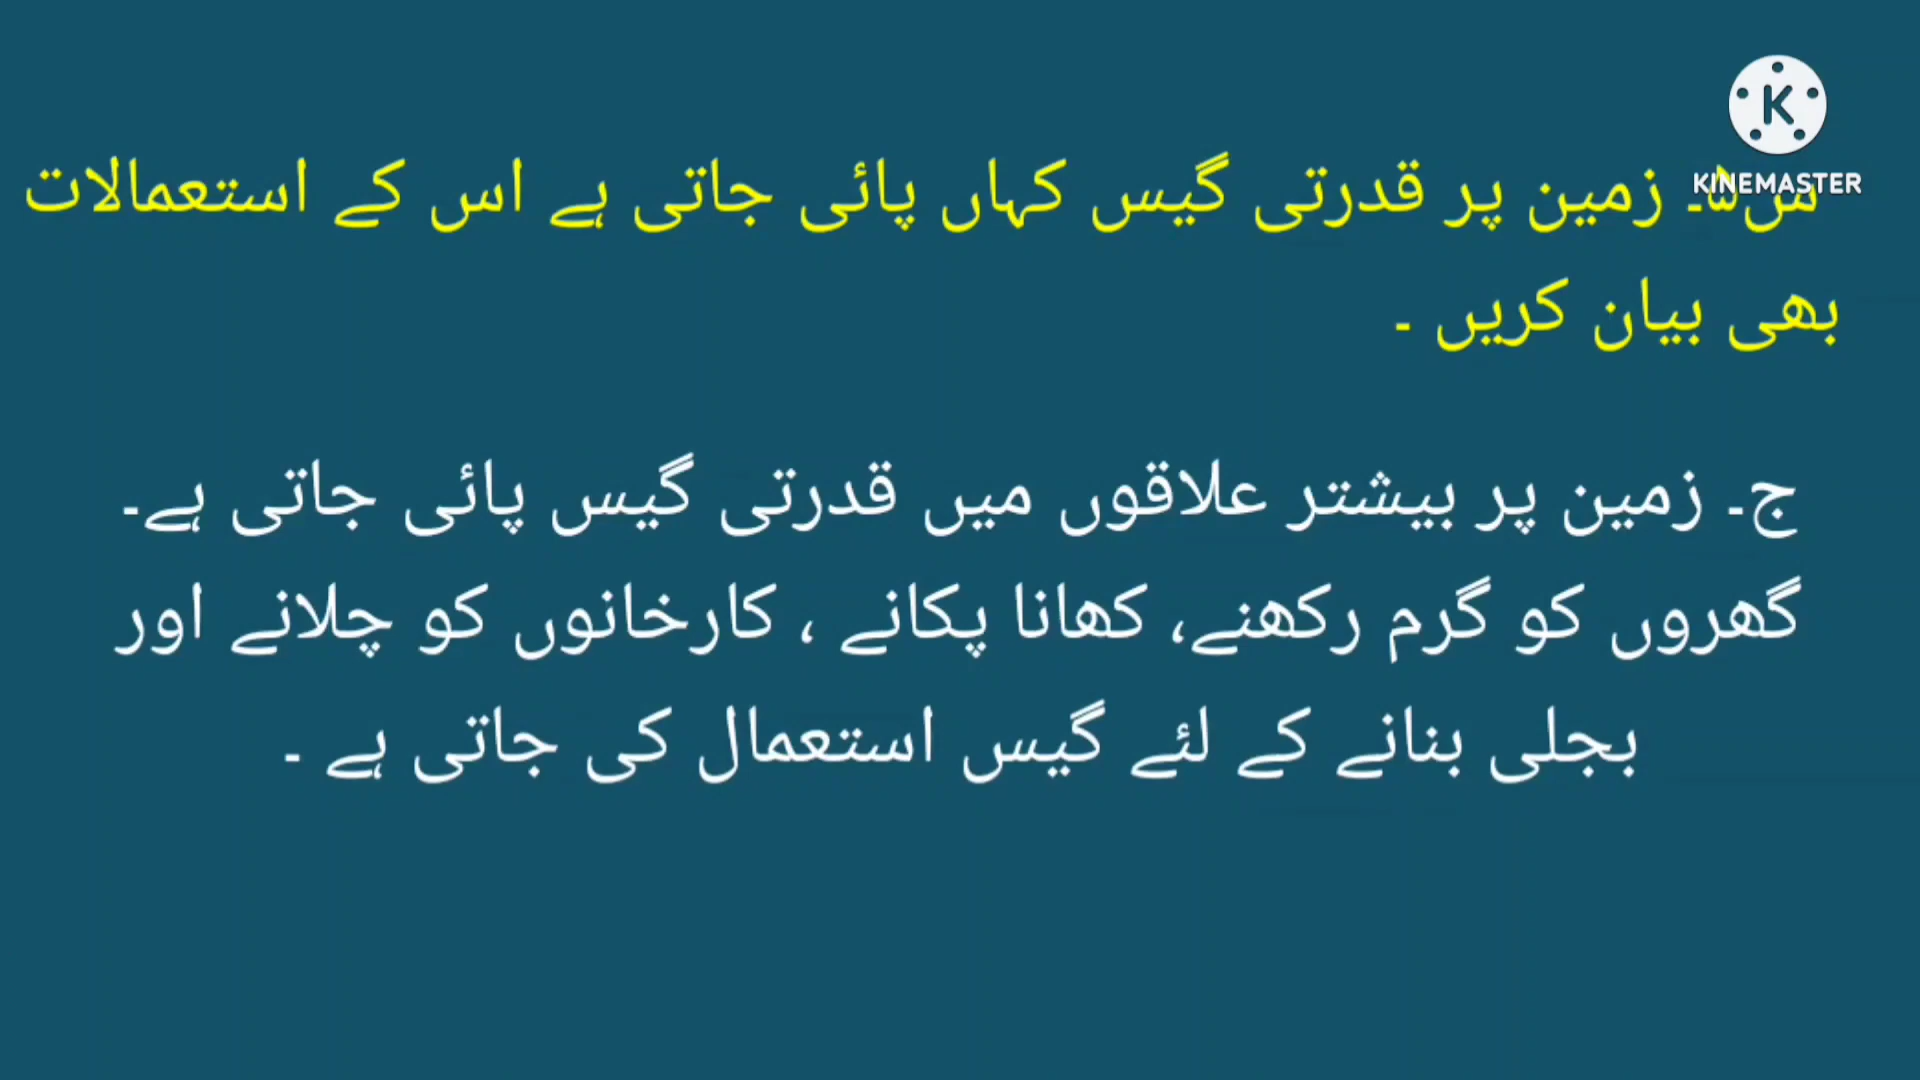 KINEMASTER
س۵۔ زمین پر قدرتی گیس کہاں پائی جاتی ہے اس کے استعمالات
بھی بیان کریں ۔
ج۔ زمین پر بیشتر علاقوں میں قدرتی گیس پائی جاتی ہے۔
گھروں کو گرم رکھنے، کھانا پکانے ، کارخانوں کو چلانے اور
بجلی بنانے کے لئے گیس استعمال کی جاتی ہے ۔